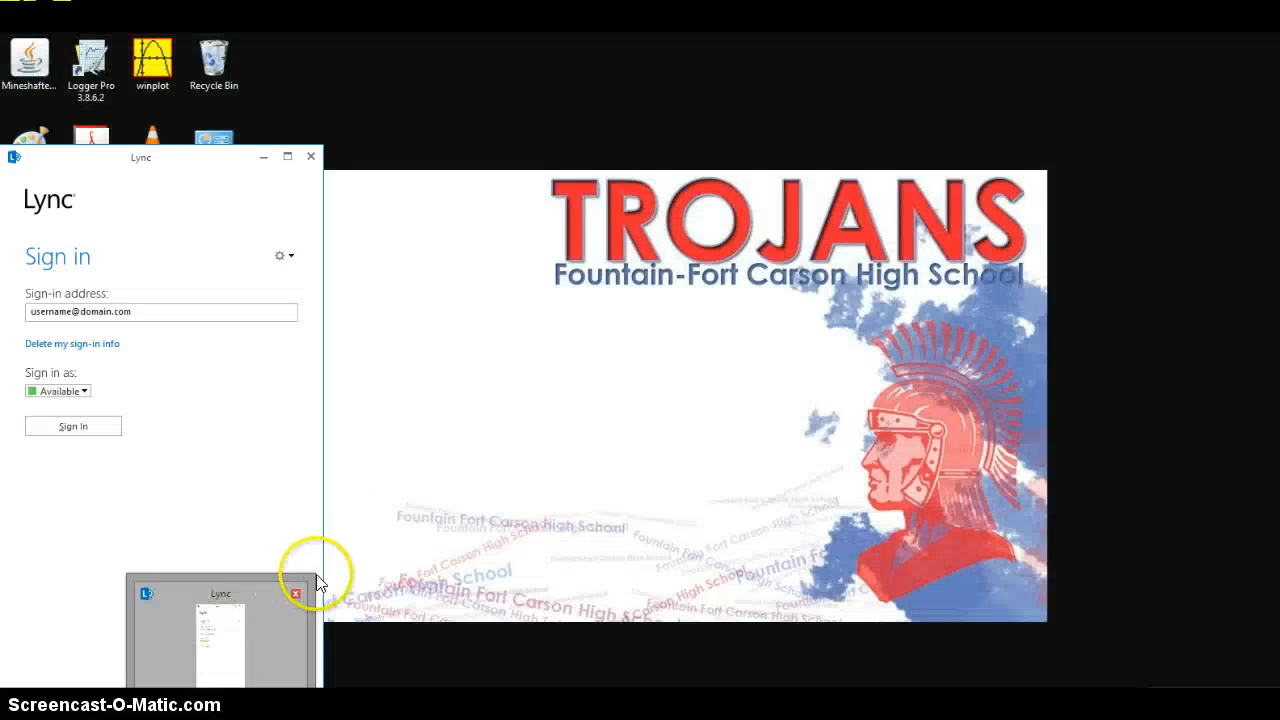 Mineshafte...
Logger Pro
3.8.6.2
winplot
Recycle Bin
Lync
Lync
Sign in
Sign-in address:
username@domain.com
Delete my sign-in info
Sign in as:
Available
Sign In
TROJANS
Fountain-Fort Carson High School
Fountain Fort Carson High School
Lync
Screencast-O-Matic.com